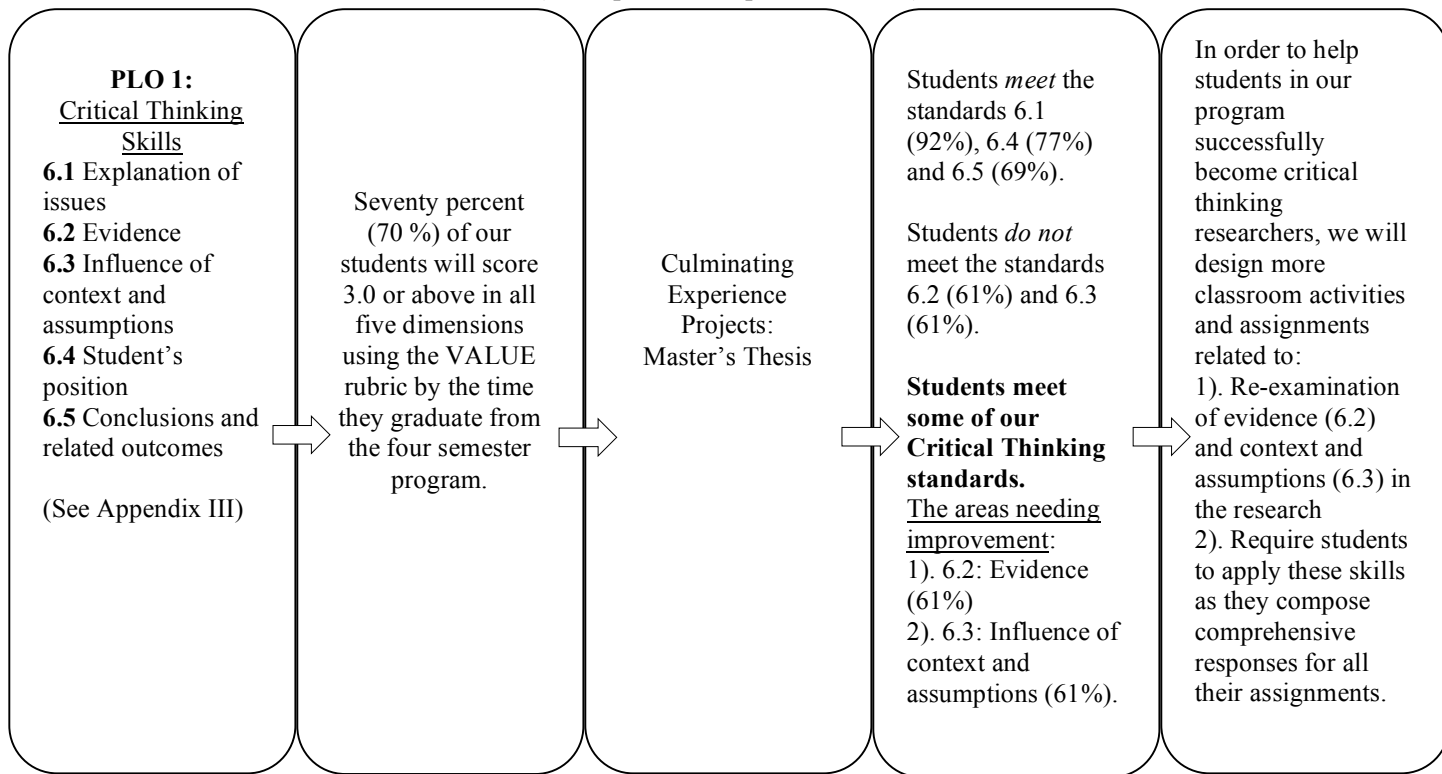 PLO 1:
Critical Thinking
Skills
6.1 Explanation of
issues
6.2 Evidence
6.3 Influence of
context and
assumptions
6.4 Student's
position
6.5 Conclusions and
related outcomes
(See Appendix III)
Seventy percent
(70 %) of our
students will score
3.0 or above in all
five dimensions
using the VALUE
rubric by the time
they graduate from
the four semester
program.
Culminating
Experience
Projects:
Master's Thesis
Students meet the
standards 6.1
(92%), 6.4 (77%)
and 6.5 (69%).
Students do not
meet the standards
6.2 (61%) and 6.3
(61%).
Students meet
some of our
Critical Thinking
standards.
The areas needing
improvement:
1). 6.2: Evidence
(61%)
2). 6.3: Influence of
context and
assumptions (61%).
In order to help
students in our
program
successfully
become critical
thinking
researchers, we will
design more
classroom activities
and assignments
related to:
1). Re-examination
of evidence (6.2)
and context and
assumptions (6.3) in
the research
2). Require students
to apply these skills
as they compose
comprehensive
responses for all
their assignments.